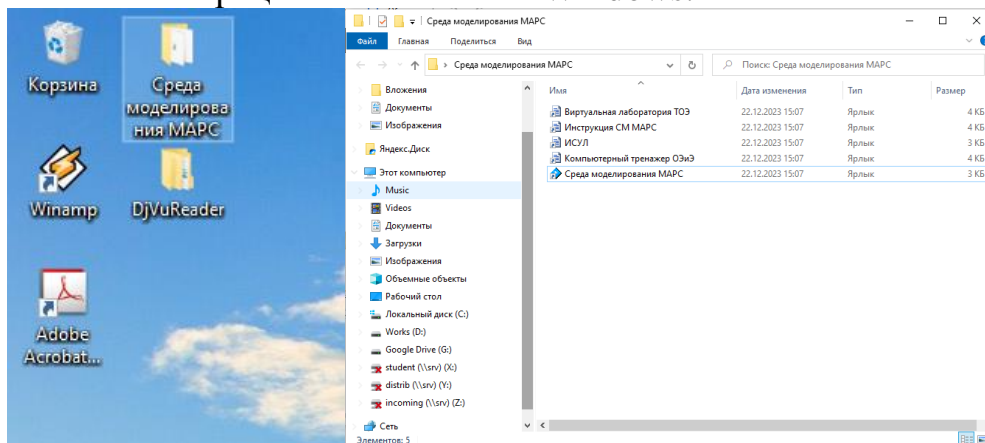 Корзина
Среда
моделирова
ния МАРС
Winamp
DjVuReader
Adobe
Acrobat...
Среда моделирования МАРС
Файл Главная Поделиться Вид
Среда моделирования МАРС
Поиск: Среда моделирования МАРС
Вложения
Документы
Изображения
Яндекс.Диск
Этот компьютер
Music
Videos
Документы
Загрузки
Изображения
Объемные объекты
Рабочий стол
Локальный диск (C:)
Works (D:)
Google Drive (G:)
student (\\srv) (X:)
distrib (\\srv) (Y:)
incoming (\\srv) (Z:)
Сеть
Имя Дата изменения Тип Размер
Виртуальная лаборатория ТОЭ 22.12.2023 15:07 Ярлык 4 КБ
Инструкция СМ МАРС 22.12.2023 15:07 Ярлык 4 КБ
ИСУЛ 22.12.2023 15:07 Ярлык 3 КБ
Компьютерный тренажер ОЭиЭ 22.12.2023 15:07 Ярлык 4 КБ
Среда моделирования МАРС 22.12.2023 15:07 Ярлык 3 КБ
Элементов: 5